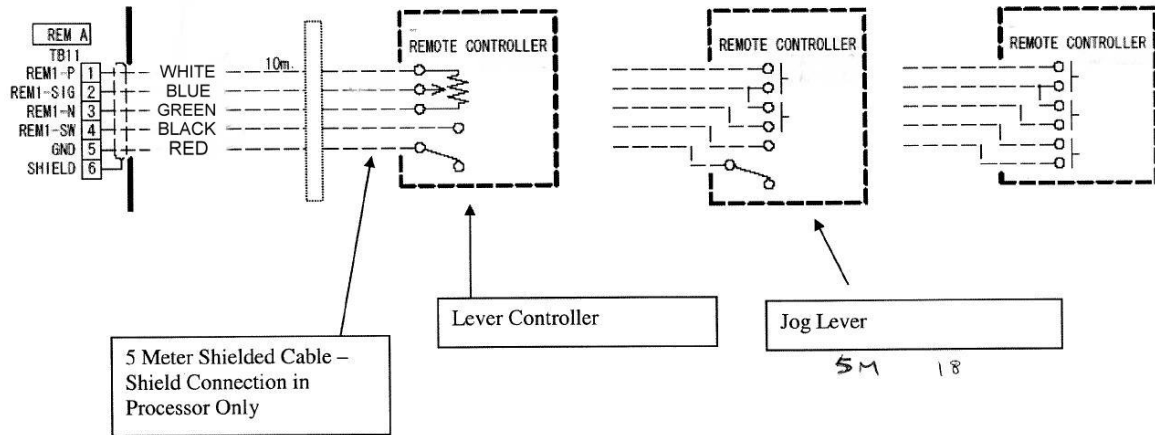 REM A
TB11
REM1-P 1 WHITE
REM1-SIG 2 BLUE
REM1-N 3 GREEN
REM1-SW 4 BLACK
GND 5 RED
SHIELD 6
10m.
REMOTE CONTROLLER
REMOTE CONTROLLER
REMOTE CONTROLLER
Lever Controller
Jog Lever
5 Meter Shielded Cable –
Shield Connection in
Processor Only
5M 18